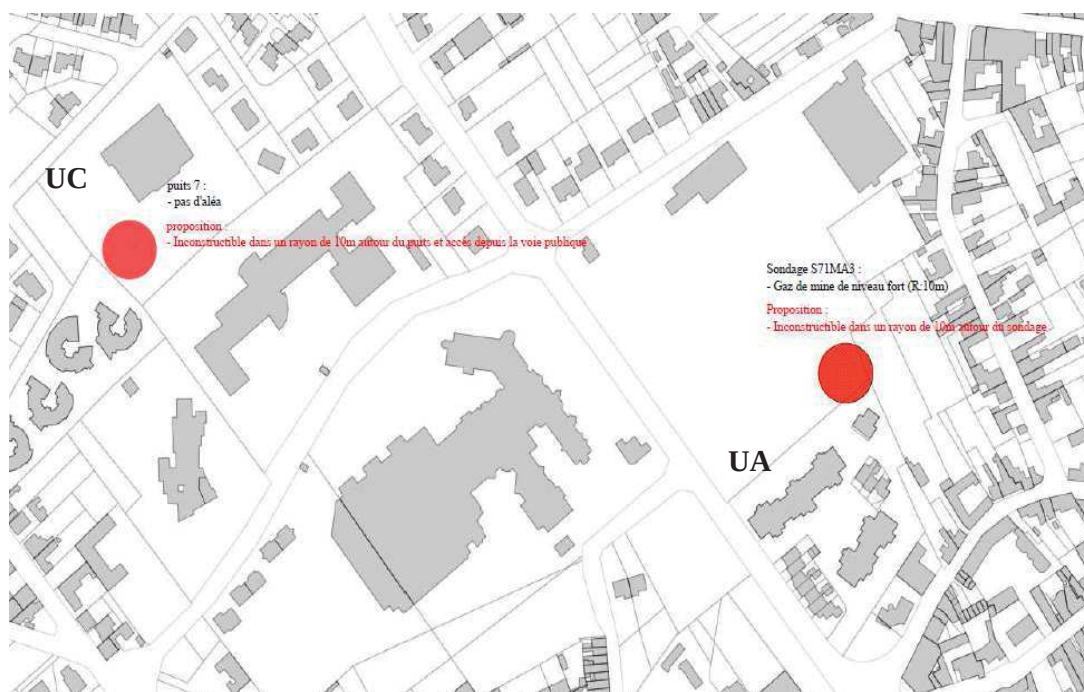 UC
puits 7 :
- pas d'aléa
proposition :
- Inconstructible dans un rayon de 10m autour du puits et accés depuis la voie publique
Sondage S71MA3 :
- Gaz de mine de niveau fort (R:10m)
Proposition :
- Inconstructible dans un rayon de 10m autour du sondage
UA